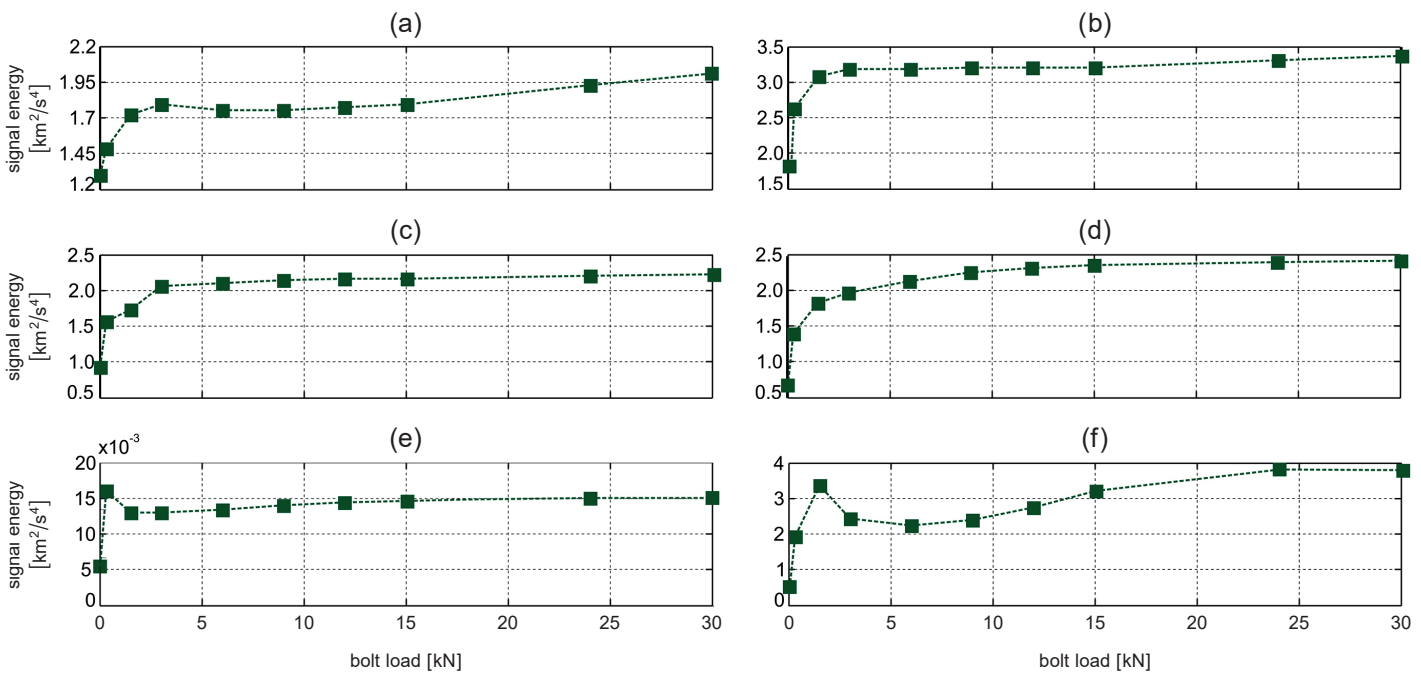 (a)
signal energy
[km²/s⁴]
2.2
1.95
1.7
1.45
1.2
(b)
3.5
3.0
2.5
2.0
1.5
(c)
signal energy
[km²/s⁴]
2.5
2.0
1.5
1.0
0.5
(d)
2.5
2.0
1.5
1.0
0.5
(e)
x10⁻³
signal energy
[km²/s⁴]
20
15
10
5
0
0 5 10 15 20 25 30
bolt load [kN]
(f)
4
3
2
1
0
0 5 10 15 20 25 30
bolt load [kN]